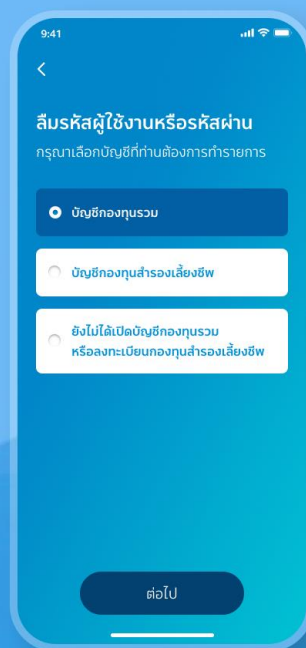 9:41
ลืมรหัสผู้ใช้งานหรือรหัสผ่าน
กรุณาเลือกบัญชีที่ท่านต้องการทำรายการ
บัญชีกองทุนรวม
บัญชีกองทุนสำรองเลี้ยงชีพ
ยังไม่ได้เปิดบัญชีกองทุนรวม
หรือลงทะเบียนกองทุนสำรองเลี้ยงชีพ
ต่อไป